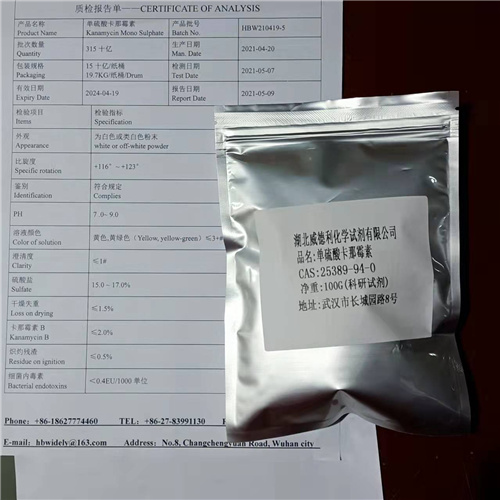 质检报告单——CERTIFICATE OF ANALYSIS
产品名称 单硫酸卡那霉素 产品批号 HBW210419-5
Product Name Kanamycin Mono Sulphate Batch No.
批次数量 315十亿 生产日期 2021-04-20
Quantity Man. Date
包装规格 15十亿/纸桶 检测日期 2021-05-07
Packaging 19.7KG/纸桶/Drum Test Date
有效日期 2024-04-19 报告日期 2021-05-09
Expiry Date Report Date
检验项目 检验指标
Items Specification
外观 为白色或类白色粉末
Appearance white or off-white powder
比旋度 +116°~+123°
Specific rotation
鉴别 符合规定
Identification Complies
PH 7.0~9.0
溶液颜色 黄色,黄绿色(Yellow, yellow-green)≤3#
Color of solution
澄清度 ≤1#
Clarity
硫酸盐 15.0~17.0%
Sulfate
干燥失素 ≤1.5%
Loss on drying
卡那霉素 B ≤2.0%
Kanamycin B
炽灼残渣 ≤0.5%
Residue on ignition
细菌内毒素 <0.4EU/1000 单位
Bacterial endotoxins
Phone: +86-18627774460 TEL: +86-27-83991130
E-mail: hbwidely@163.com Address: No.8, Changchengyuan Road, Wuhan city
湖北威德利化学试剂有限公司
品名:单硫酸卡那霉素
CAS:25389-94-0
净重:100G(科研试剂)
地址:武汉市长城园路8号